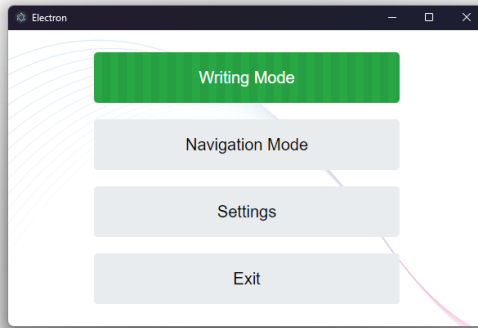 Electron
Writing Mode
Navigation Mode
Settings
Exit